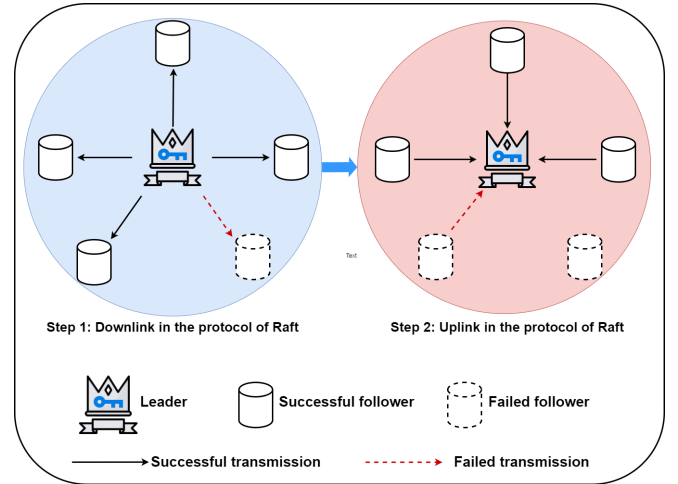 Text
Step 1: Downlink in the protocol of Raft
Step 2: Uplink in the protocol of Raft
Leader
Successful follower
Failed follower
Successful transmission
Failed transmission